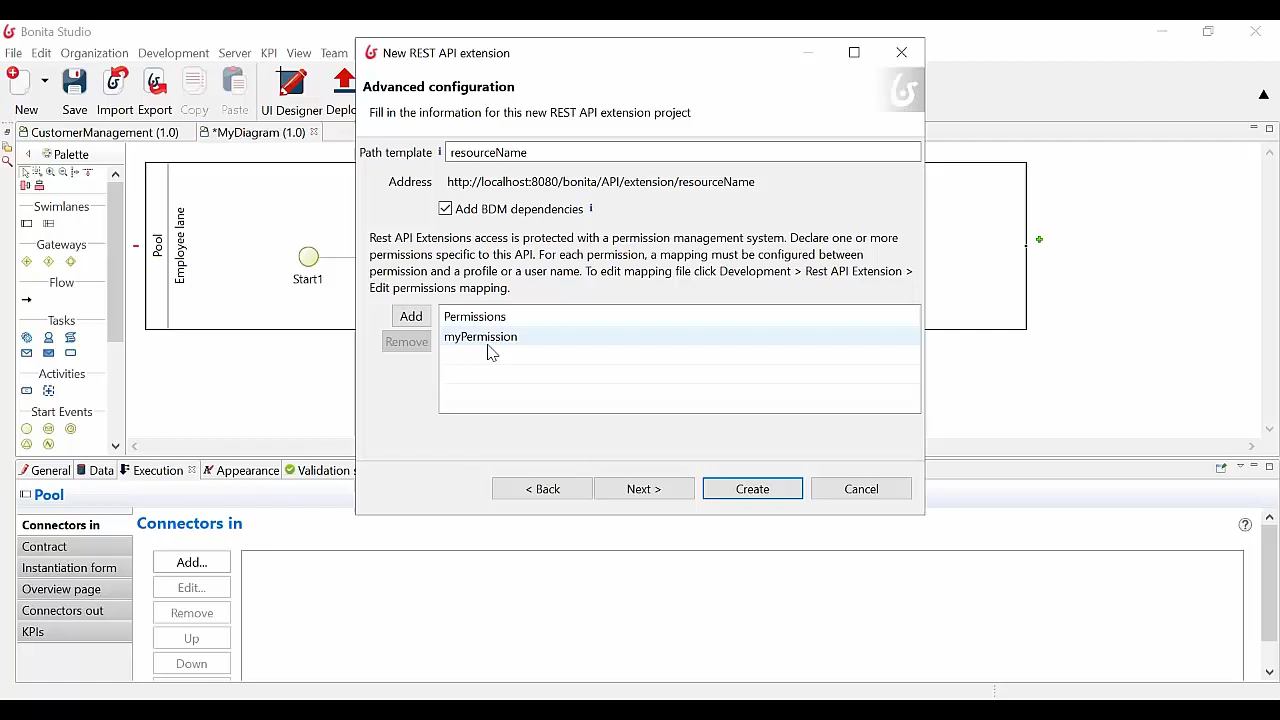 Bonita Studio
File Edit Organization Development Server KPI View Team
New Save Import Export Copy Paste UI Designer Deplo
CustomerManagement (1.0) *MyDiagram (1.0)
Palette
Swimlanes
Gateways
Flow
Tasks
Activities
Start Events
Pool
Employee lane
Start1
New REST API extension
Advanced configuration
Fill in the information for this new REST API extension project
Path template i resourceName
Address http://localhost:8080/bonita/API/extension/resourceName
Add BDM dependencies i
Rest API Extensions access is protected with a permission management system. Declare one or more
permissions specific to this API. For each permission, a mapping must be configured between
permission and a profile or a user name. To edit mapping file click Development > Rest API Extension >
Edit permissions mapping.
Add Permissions
Remove myPermission
< Back Next > Create Cancel
General Data Execution Appearance Validation s
Pool
Connectors in
Contract
Instantiation form
Overview page
Connectors out
KPIs
Connectors in
Add...
Edit...
Remove
Up
Down